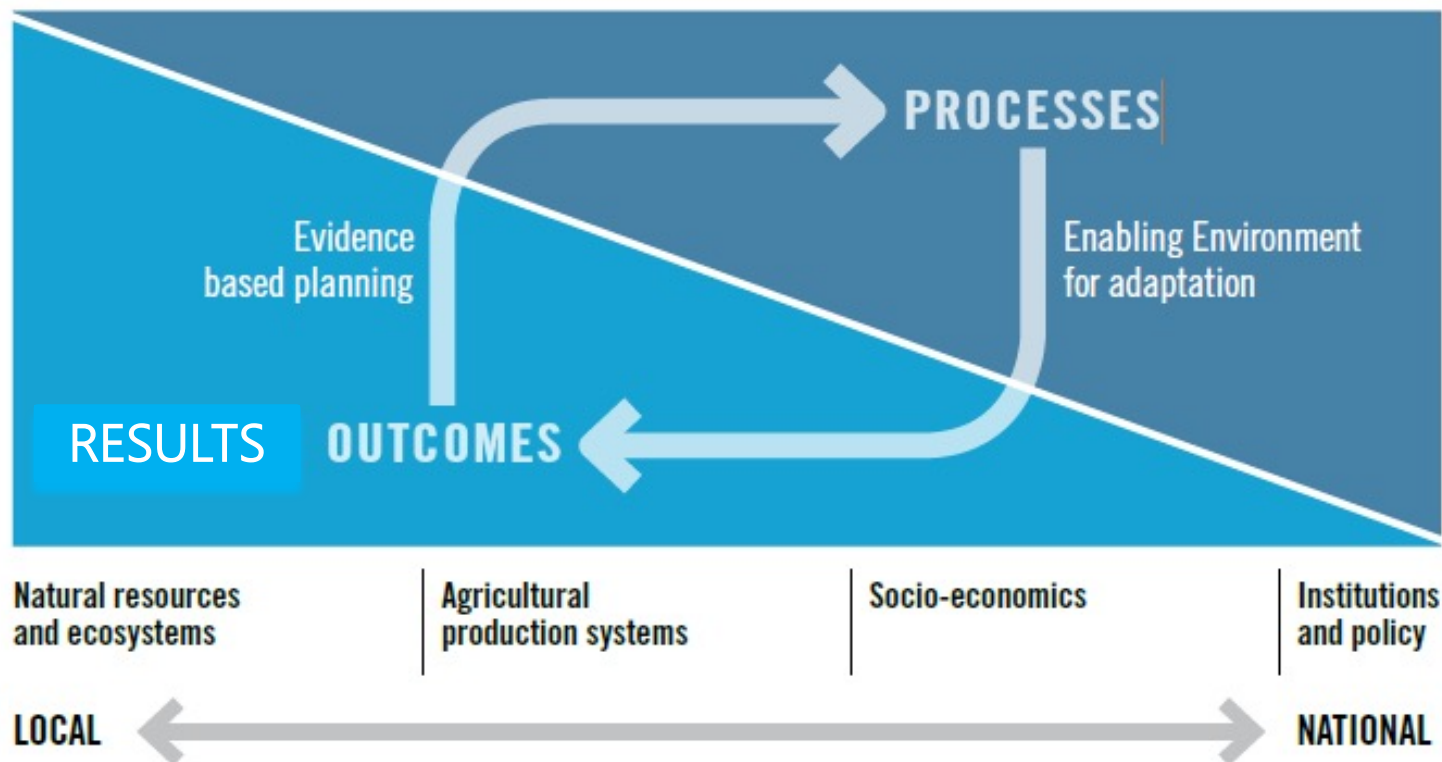 PROCESSES
Evidence
based planning
Enabling Environment
for adaptation
RESULTS
OUTCOMES
Natural resources
and ecosystems
Agricultural
production systems
Socio-economics
Institutions
and policy
LOCAL
NATIONAL